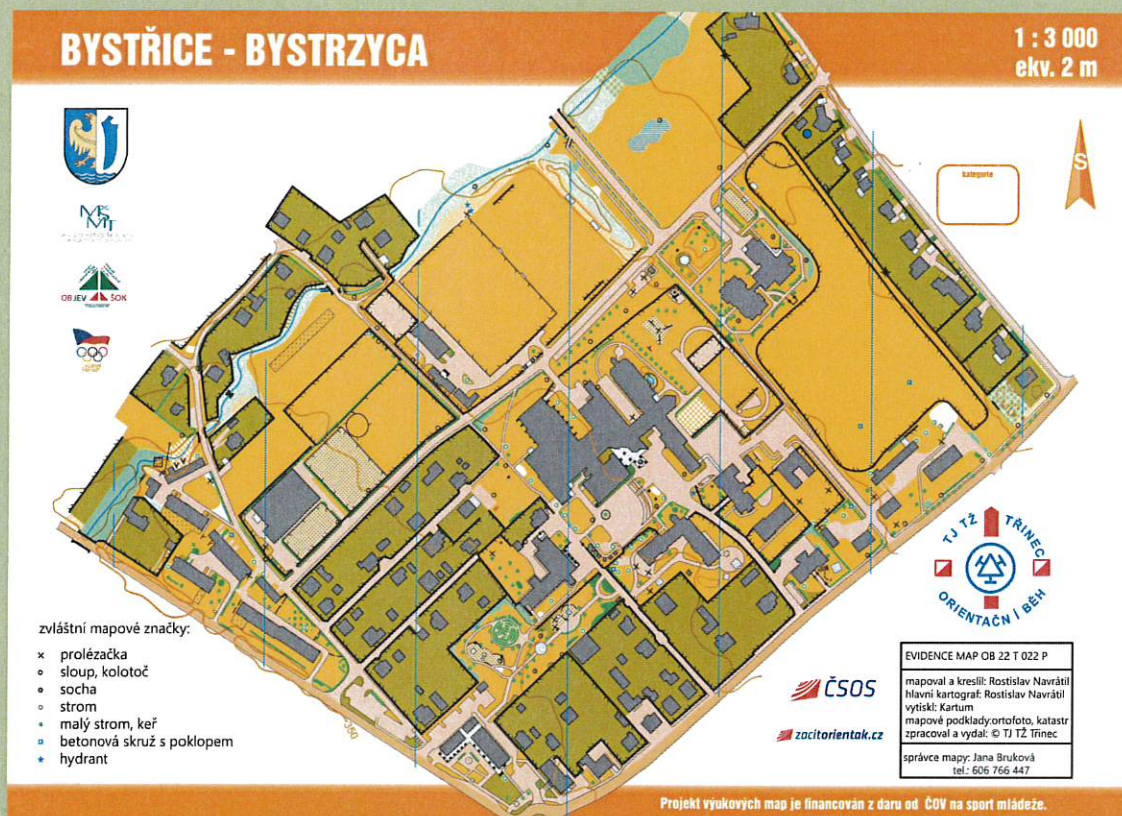 BYSTŘICE - BYSTRZYCA
1 : 3 000
ekv. 2 m
S
kategorie
MŠMT
OBJEV ŠOK
360
TJ TŽ TŘINEC
ORIENTAČNÍ BĚH
zvláštní mapové značky:
x prolézačka
sloup, kolotoč
socha
strom
malý strom, keř
betonová skruž s poklopem
hydrant
ČSOS
zacitorientak.cz
EVIDENCE MAP OB 22 T 022 P
mapoval a kreslil: Rostislav Navrátil
hlavní kartograf: Rostislav Navrátil
vytiskl: Kartum
mapové podklady:ortofoto, katastr
zpracoval a vydal: © TJ TŽ Třinec
správce mapy: Jana Bruková
tel.: 606 766 447
Projekt výukových map je financován z daru od ČOV na sport mládeže.